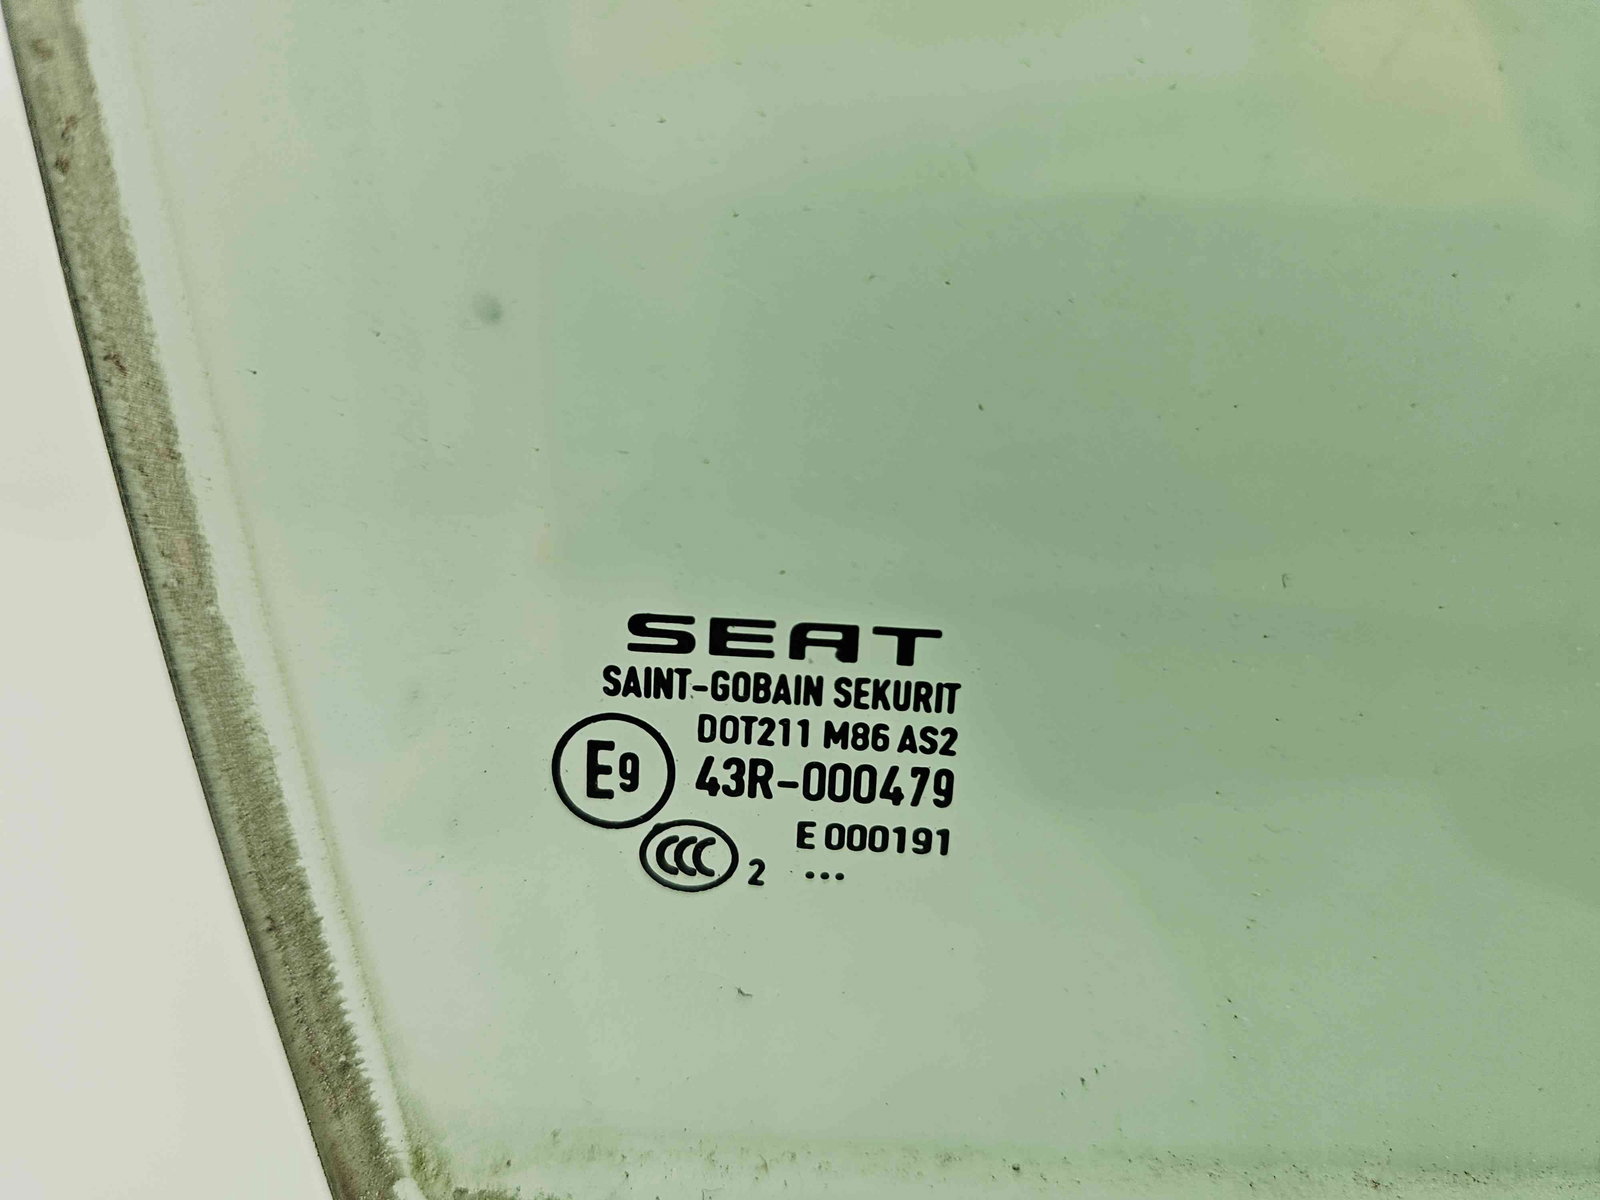 SEAT
SAINT-GOBAIN SEKURIT
DOT211 M86 AS2
E9 43R-000479
E 000191
CCC 2 ...